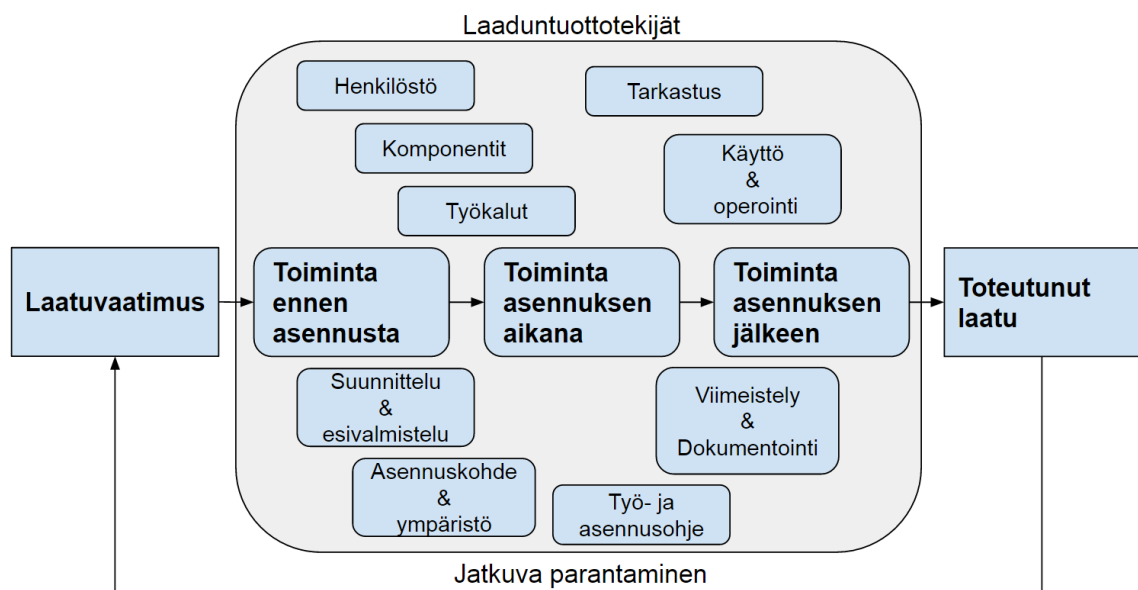 Laaduntuottotekijät
Henkilöstö
Tarkastus
Komponentit
Käyttö
&
operointi
Työkalut
Laatuvaatimus
Toiminta
ennen
asennusta
Toiminta
asennuksen
aikana
Toiminta
asennuksen
jälkeen
Toteutunut
laatu
Suunnittelu
&
esivalmistelu
Viimeistely
&
Dokumentointi
Asennuskohde
&
ympäristö
Työ- ja
asennusohje
Jatkuva parantaminen